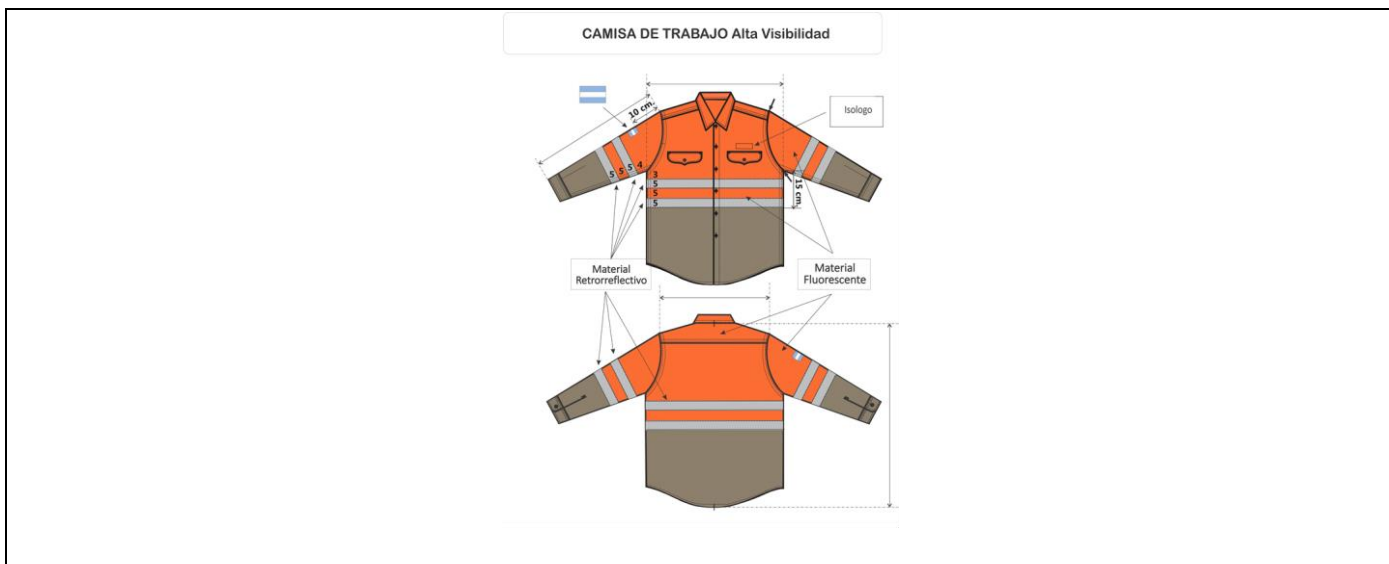 CAMISA DE TRABAJO Alta Visibilidad
10 cm.
Isologo
5 5 5 4
3
5
5
5
15 cm.
Material
Retrorreflectivo
Material
Fluorescente